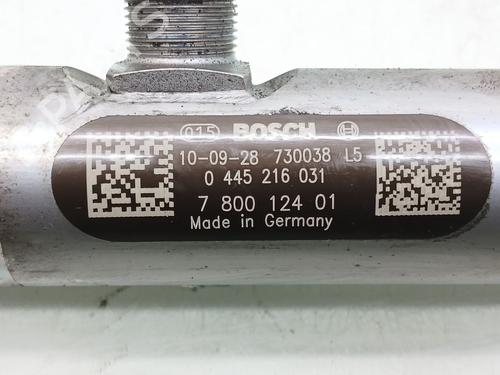 015 BOSCH
10-09-28 730038 L5
0 445 216 031
7 800 124 01
Made in Germany